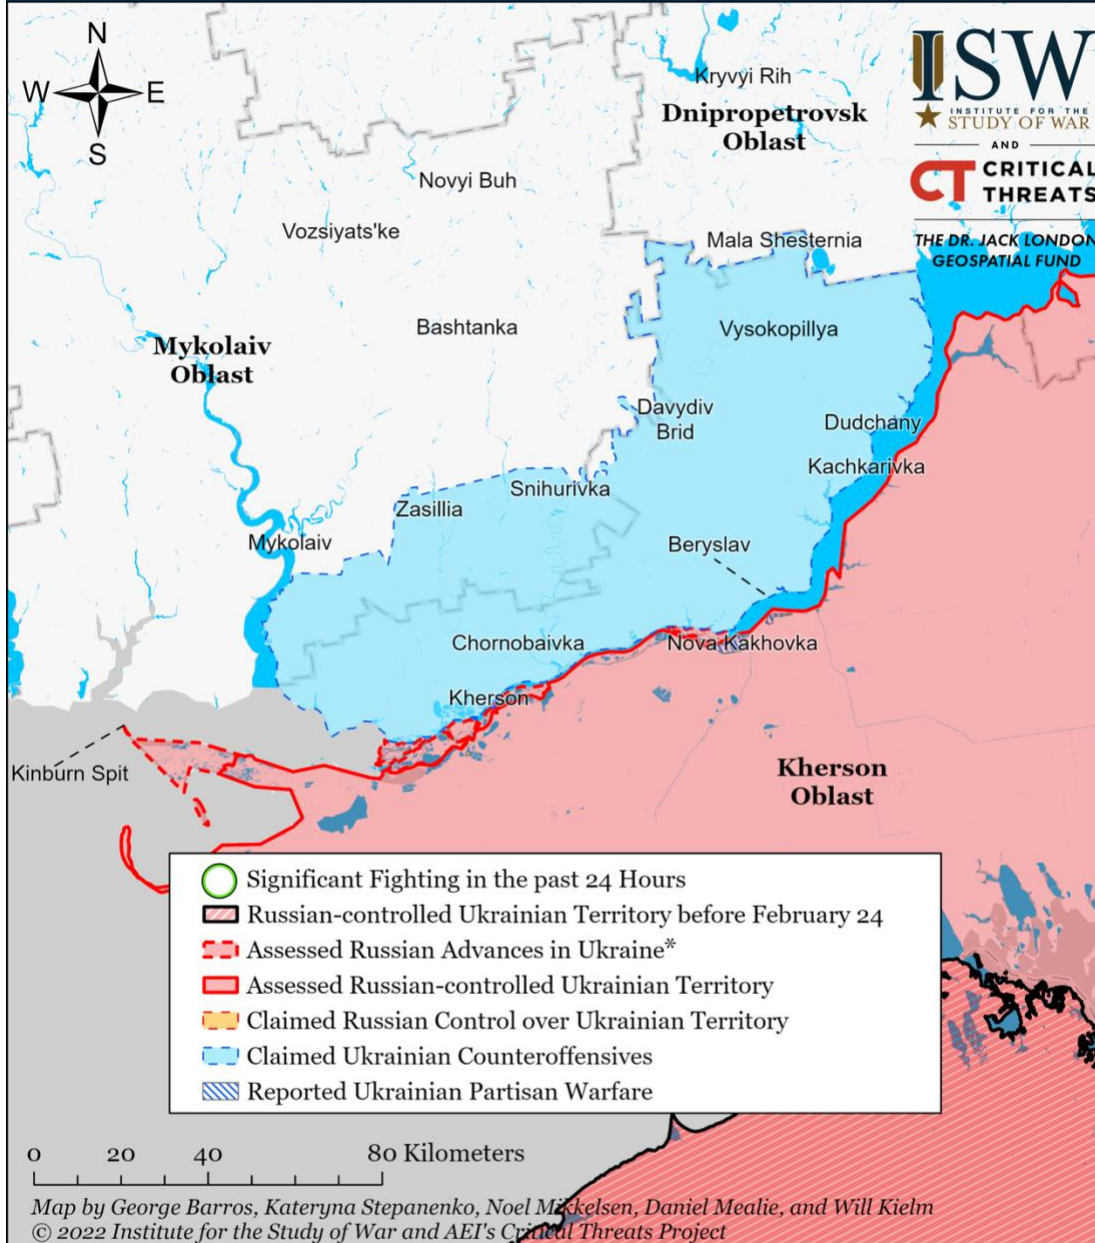 N
W
E
S
ISW
INSTITUTE FOR THE
STUDY OF WAR
AND
CT CRITICAL
THREATS
THE DR. JACK LONDON
GEOSPATIAL FUND
Kryvyi Rih
Dnipropetrovsk
Oblast
Novyi Buh
Vozsiyats'ke
Mala Shesternia
Bashtanka
Vysokopillya
Mykolaiv
Oblast
Davydiv
Brid
Dudchany
Kachkarivka
Snihurivka
Zasillia
Mykolaiv
Beryslav
Chornobaivka
Nova Kakhovka
Kherson
Kinburn Spit
Kherson
Oblast
Significant Fighting in the past 24 Hours
Russian-controlled Ukrainian Territory before February 24
Assessed Russian Advances in Ukraine*
Assessed Russian-controlled Ukrainian Territory
Claimed Russian Control over Ukrainian Territory
Claimed Ukrainian Counteroffensives
Reported Ukrainian Partisan Warfare
0 20 40 80 Kilometers
Map by George Barros, Kateryna Stepanenko, Noel Mikkelsen, Daniel Mealie, and Will Kielm
© 2022 Institute for the Study of War and AEI's Critical Threats Project